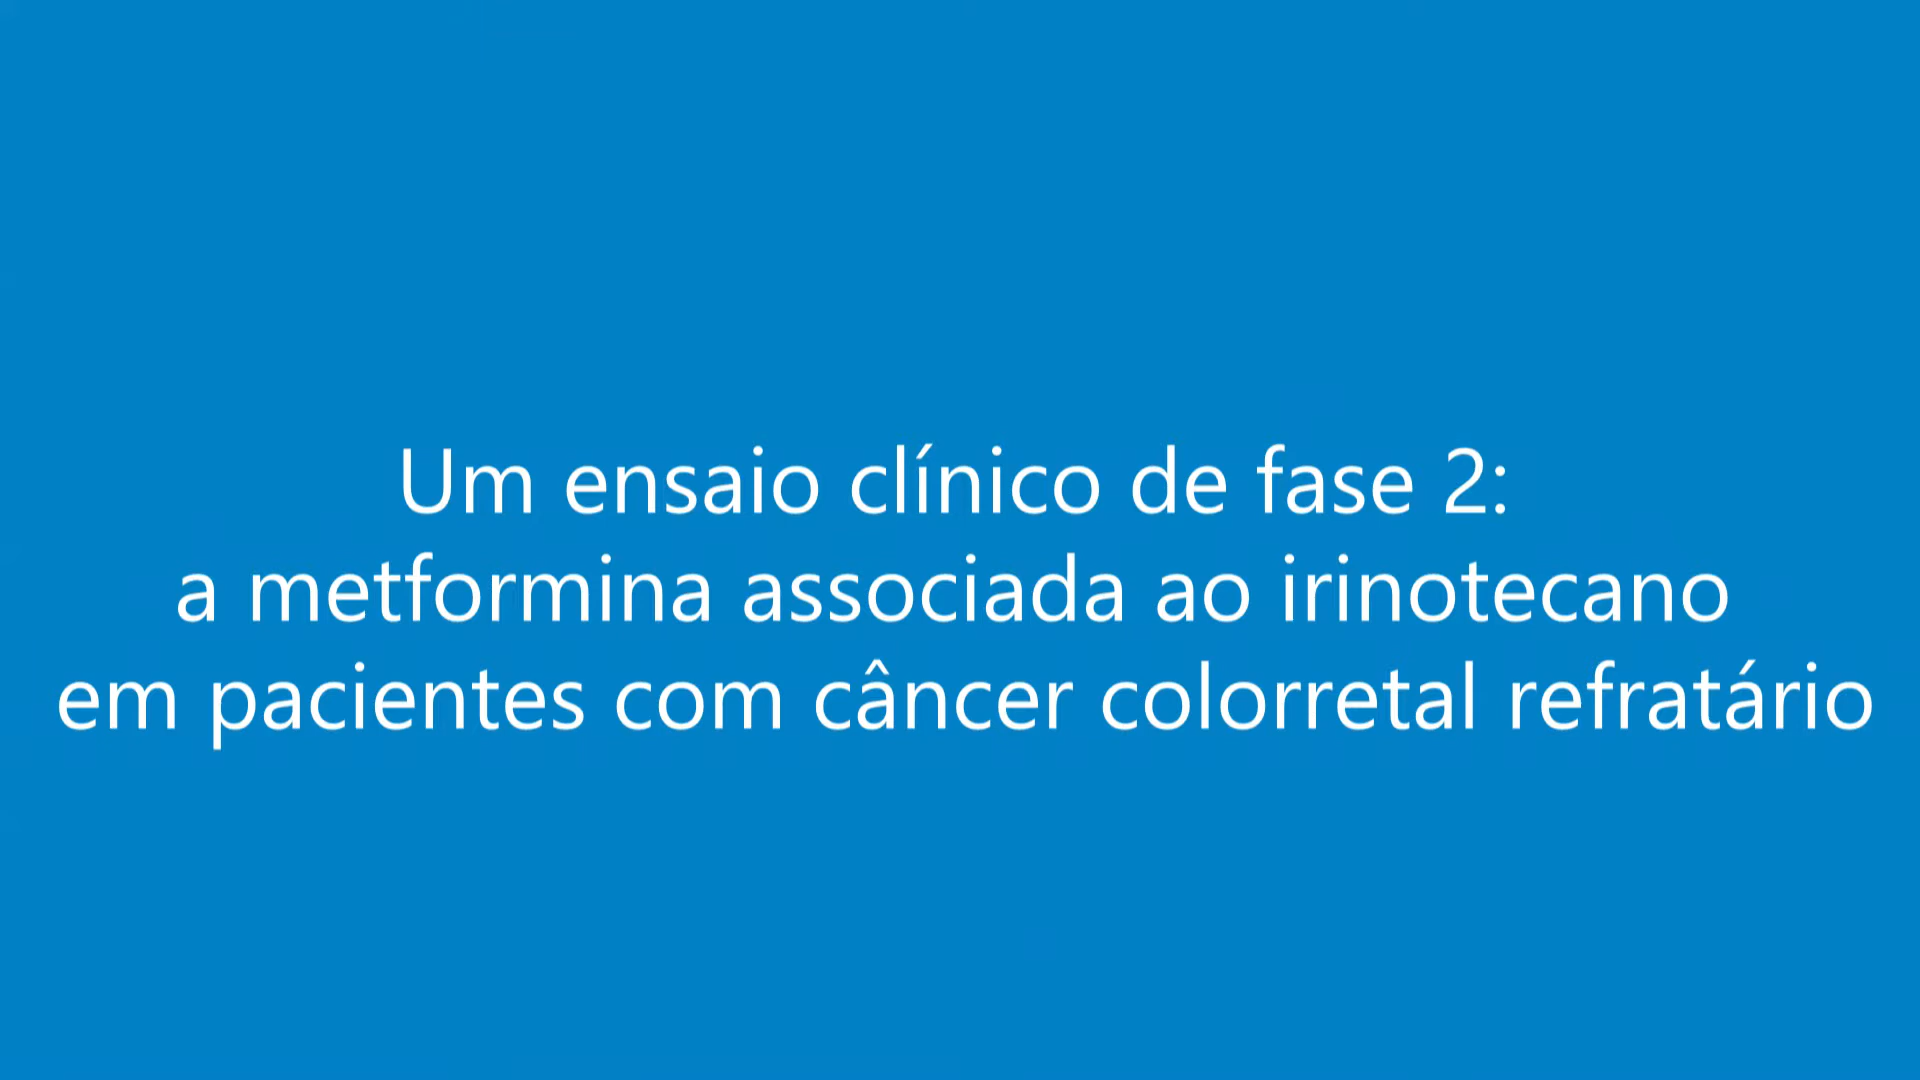 Um ensaio clínico de fase 2:
a metformina associada ao irinotecano
em pacientes com câncer colorretal refratário